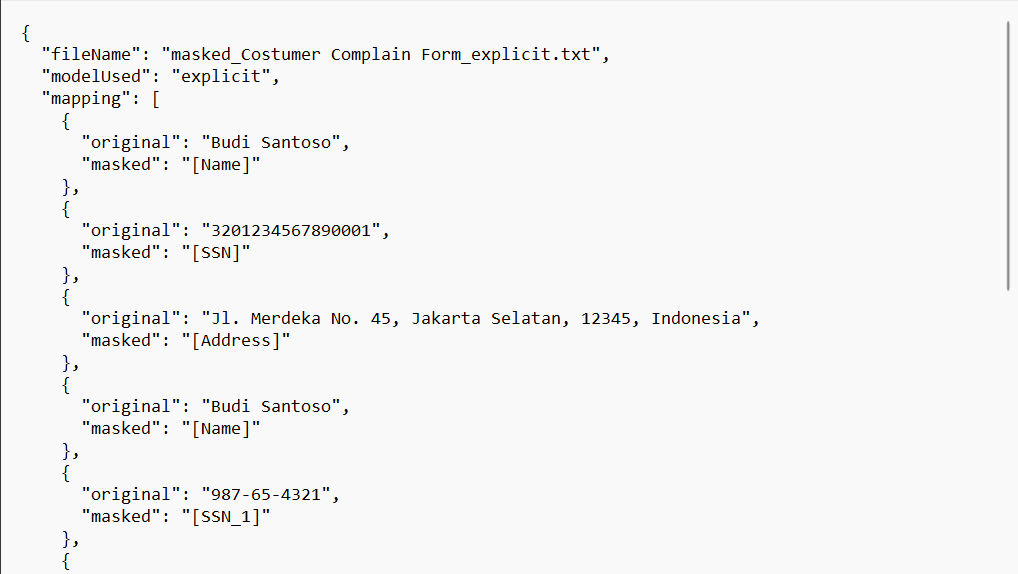 {
"fileName": "masked_Costumer Complain Form_explicit.txt",
"modelUsed": "explicit",
"mapping": [
{
"original": "Budi Santoso",
"masked": "[Name]"
},
{
"original": "3201234567890001",
"masked": "[SSN]"
},
{
"original": "Jl. Merdeka No. 45, Jakarta Selatan, 12345, Indonesia",
"masked": "[Address]"
},
{
"original": "Budi Santoso",
"masked": "[Name]"
},
{
"original": "987-65-4321",
"masked": "[SSN_1]"
},
{